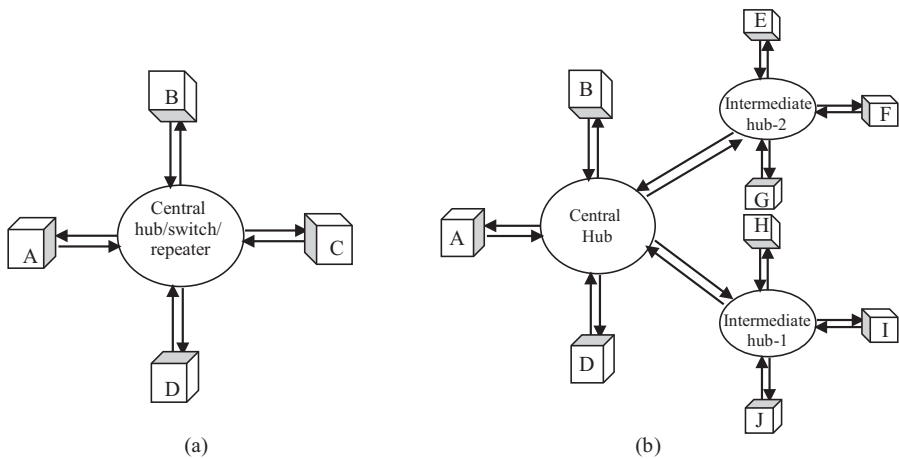 B
Central
hub/switch/
repeater
A
C
D
(a)
E
B
Intermediate
hub-2
F
G
Central
Hub
A
H
Intermediate
hub-1
I
D
J
(b)